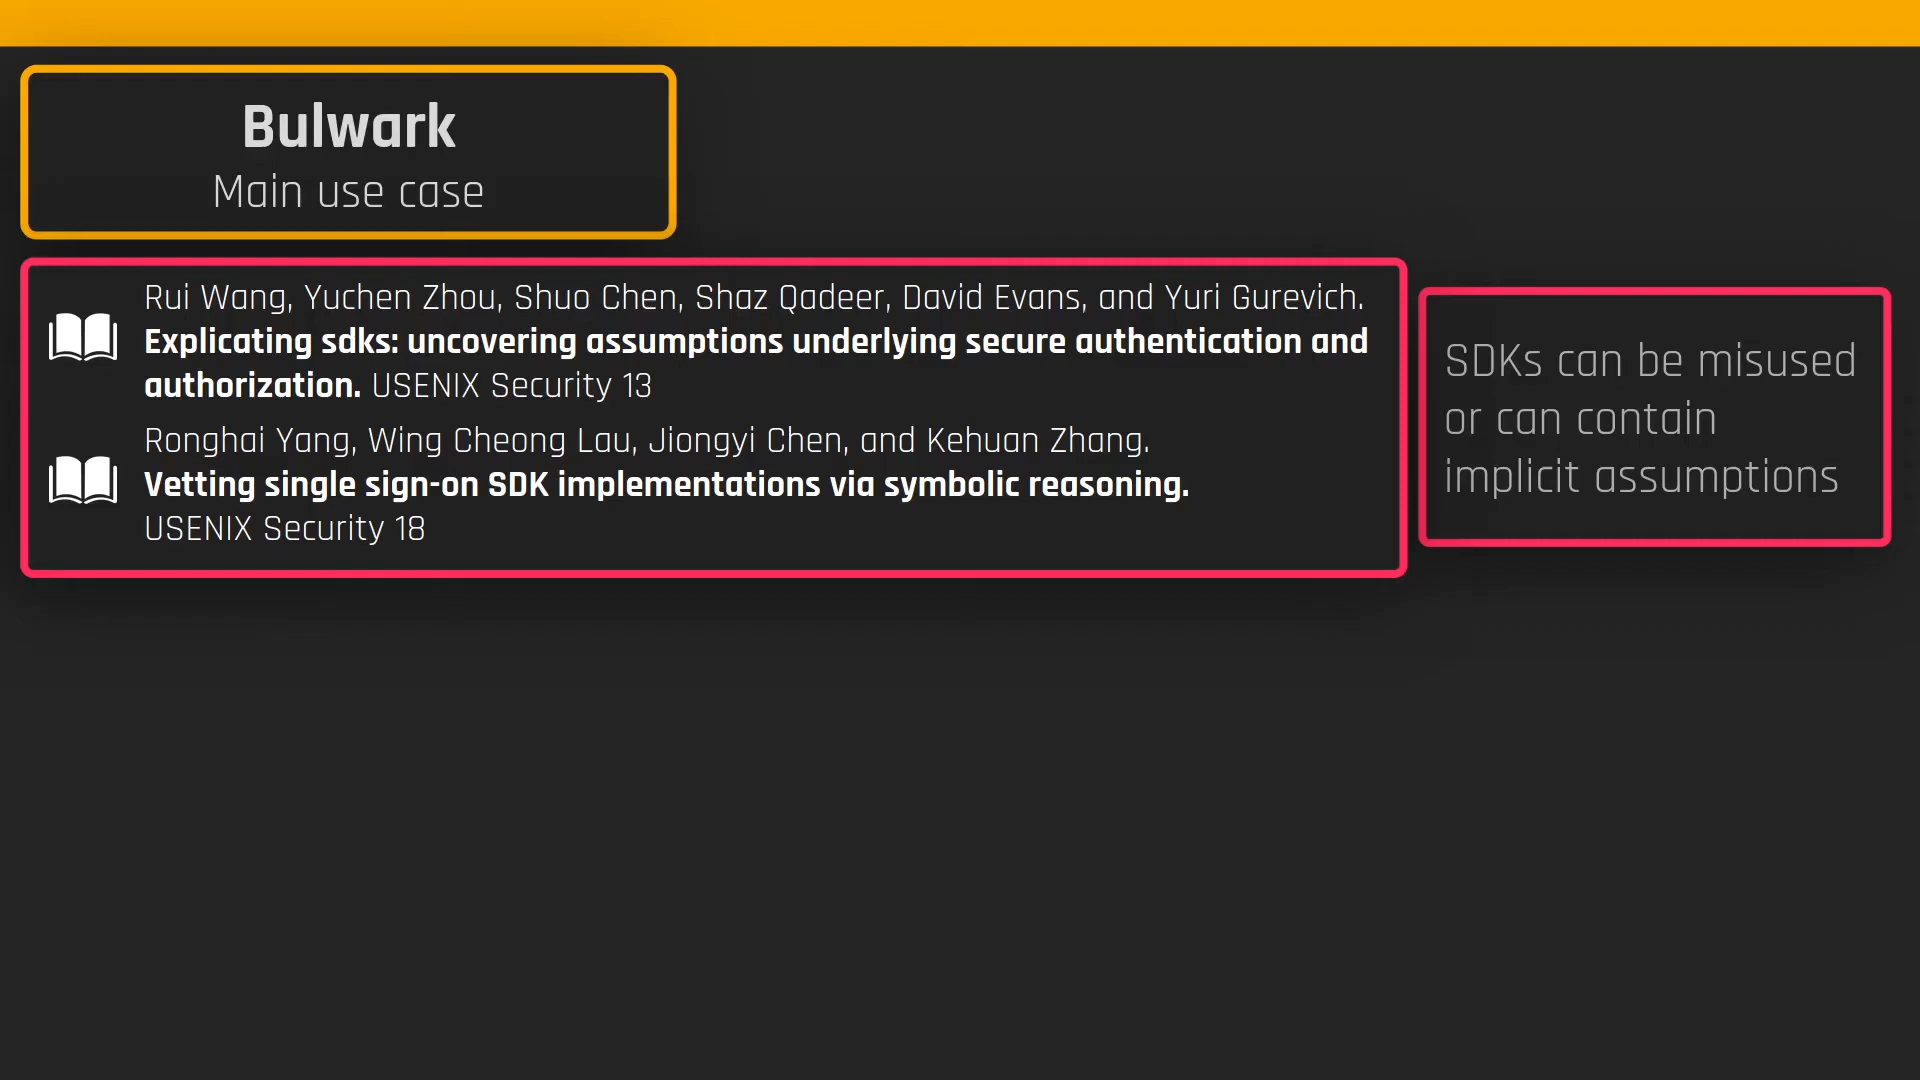 Bulwark
Main use case
Rui Wang, Yuchen Zhou, Shuo Chen, Shaz Qadeer, David Evans, and Yuri Gurevich.
Explicating sdks: uncovering assumptions underlying secure authentication and
authorization. USENIX Security 13
Ronghai Yang, Wing Cheong Lau, Jiongyi Chen, and Kehuan Zhang.
Vetting single sign-on SDK implementations via symbolic reasoning.
USENIX Security 18
SDKs can be misused
or can contain
implicit assumptions